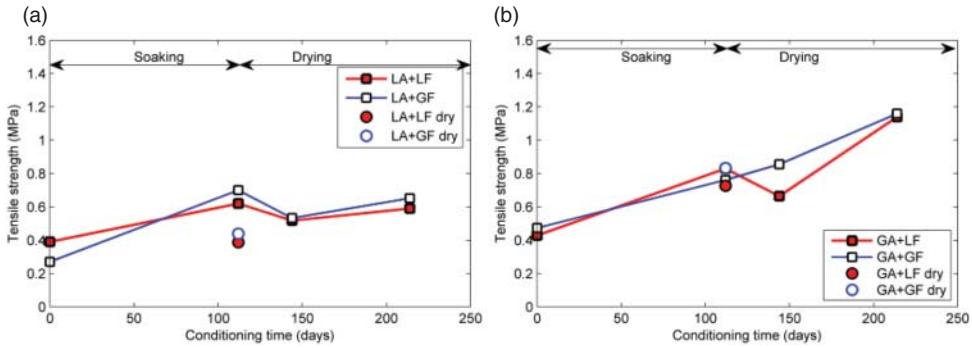 (a)
1.6
1.4
1.2
1
0.8
0.6
0.4
0.2
0
Tensile strength (MPa)
Soaking
Drying
LA+LF
LA+GF
LA+LF dry
LA+GF dry
0 50 100 150 200 250
Conditioning time (days)
(b)
1.6
1.4
1.2
1
0.8
0.6
0.4
0.2
0
Tensile strength (MPa)
Soaking
Drying
GA+LF
GA+GF
GA+LF dry
GA+GF dry
0 50 100 150 200 250
Conditioning time (days)